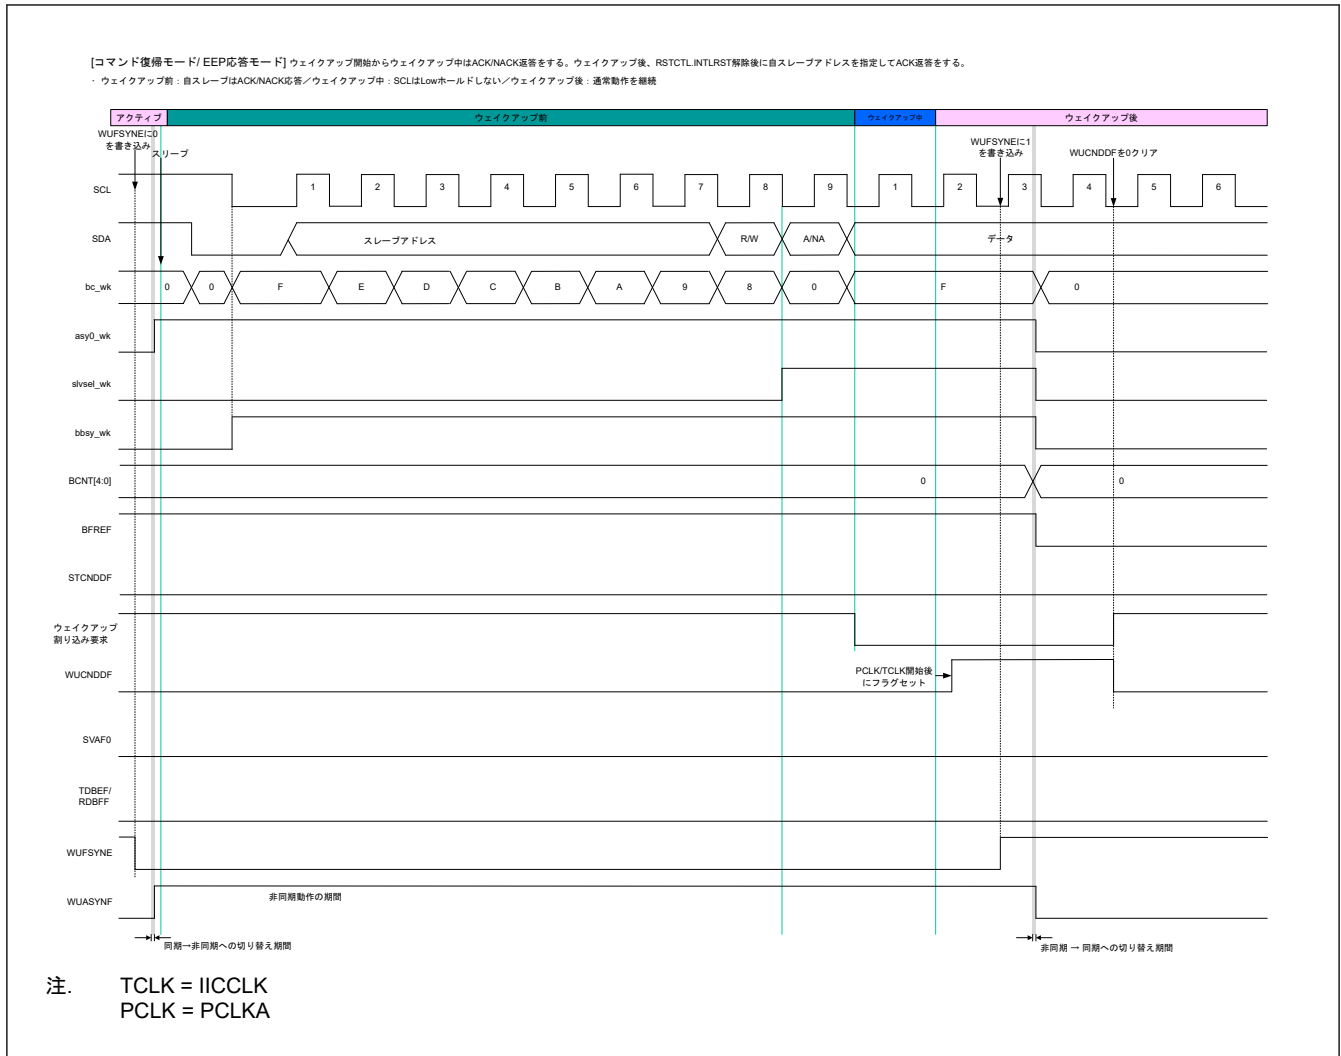 [コマンド復帰モード/ EEP応答モード] ウェイクアップ開始からウェイクアップ中はACK/NACK返答をする。ウェイクアップ後、RSTCTL.INTLRST解除後に自スレーブアドレスを指定してACK返答をする。
・ ウェイクアップ前：自スレーブはACK/NACK応答／ウェイクアップ中：SCLはLowホールドしない／ウェイクアップ後：通常動作を継続
アクティブ ウェイクアップ前 ウェイクアップ中 ウェイクアップ後
WUFSYNEに0
を書き込み
スリープ
WUFSYNEに1
を書き込み
WUCNDDFを0クリア
SCL 1 2 3 4 5 6 7 8 9 1 2 3 4 5 6
SDA スレーブアドレス R/W A/NA データ
bc_wk 0 0 F E D C B A 9 8 0 F 0
asy0_wk
slvsel_wk
bbsy_wk
BCNT[4:0] 0 0
BFREF
STCNDDF
ウェイクアップ
割り込み要求
WUCNDDF
PCLK/TCLK開始後
にフラグセット
SVAF0
TDBEF/
RDBFF
WUFSYNE
WUASYNF 非同期動作の期間
同期→非同期への切り替え期間 非同期 → 同期への切り替え期間
注. TCLK = IICCLK
PCLK = PCLKA